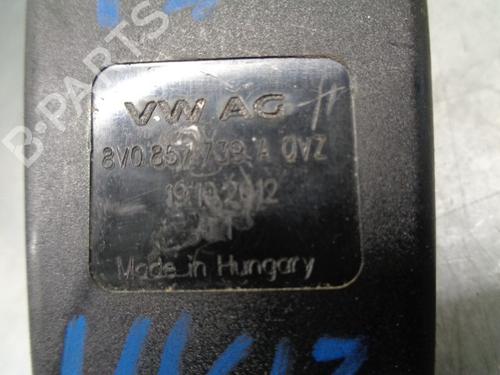 B-PARTS
VW AG
8V0 857 739 A QVZ
19.10.2012
Made in Hungary